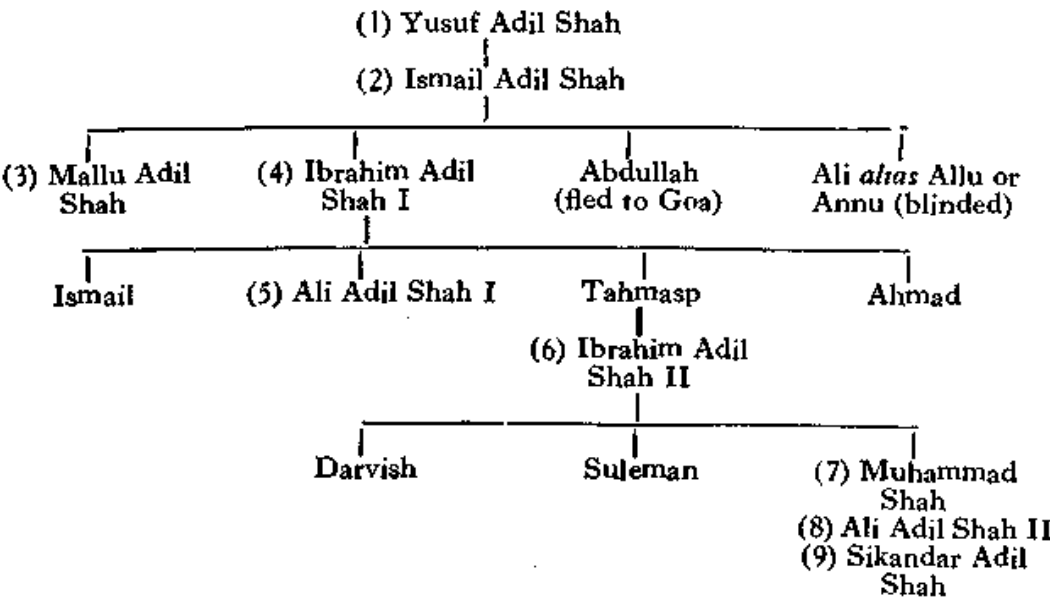 (1) Yusuf Adil Shah
(2) Ismail Adil Shah
(3) Mallu Adil
Shah
(4) Ibrahim Adil
Shah I
Abdullah
(fled to Goa)
Ali alias Allu or
Annu (blinded)
Ismail
(5) Ali Adil Shah I
Tahmasp
Ahmad
(6) Ibrahim Adil
Shah II
Darvish
Suleman
(7) Muhammad
Shah
(8) Ali Adil Shah II
(9) Sikandar Adil
Shah